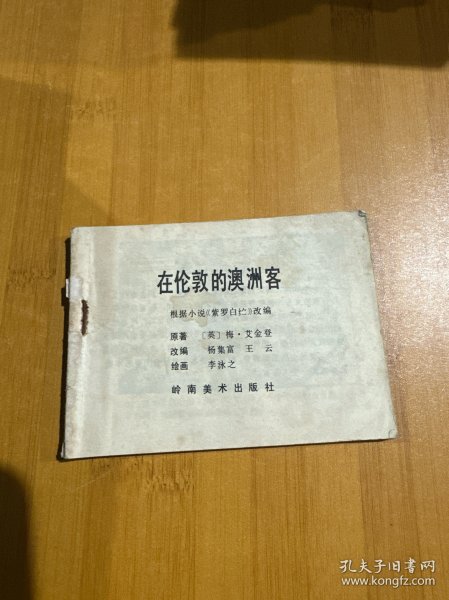 在伦敦的澳洲客
根据小说《紫罗白纻》改编
原著 〔英〕梅·艾金登
改编 杨集富 王云
绘画 李泳之
岭南美术出版社
孔夫子旧书网
www.kongfz.com